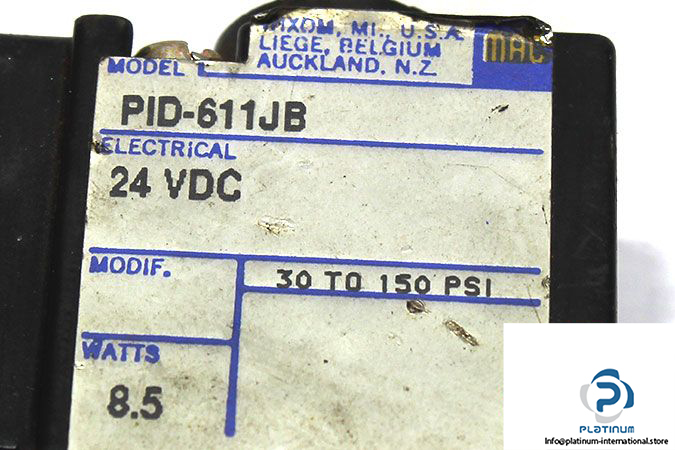 WIXOM, MI., U.S.A.
LIEGE, BELGIUM
AUCKLAND, N.Z.
MAC
MODEL
PID-611JB
ELECTRICAL
24 VDC
MODIF.
30 TO 150 PSI
WATTS
8.5
PLATINUM
Info@platinum-international.store